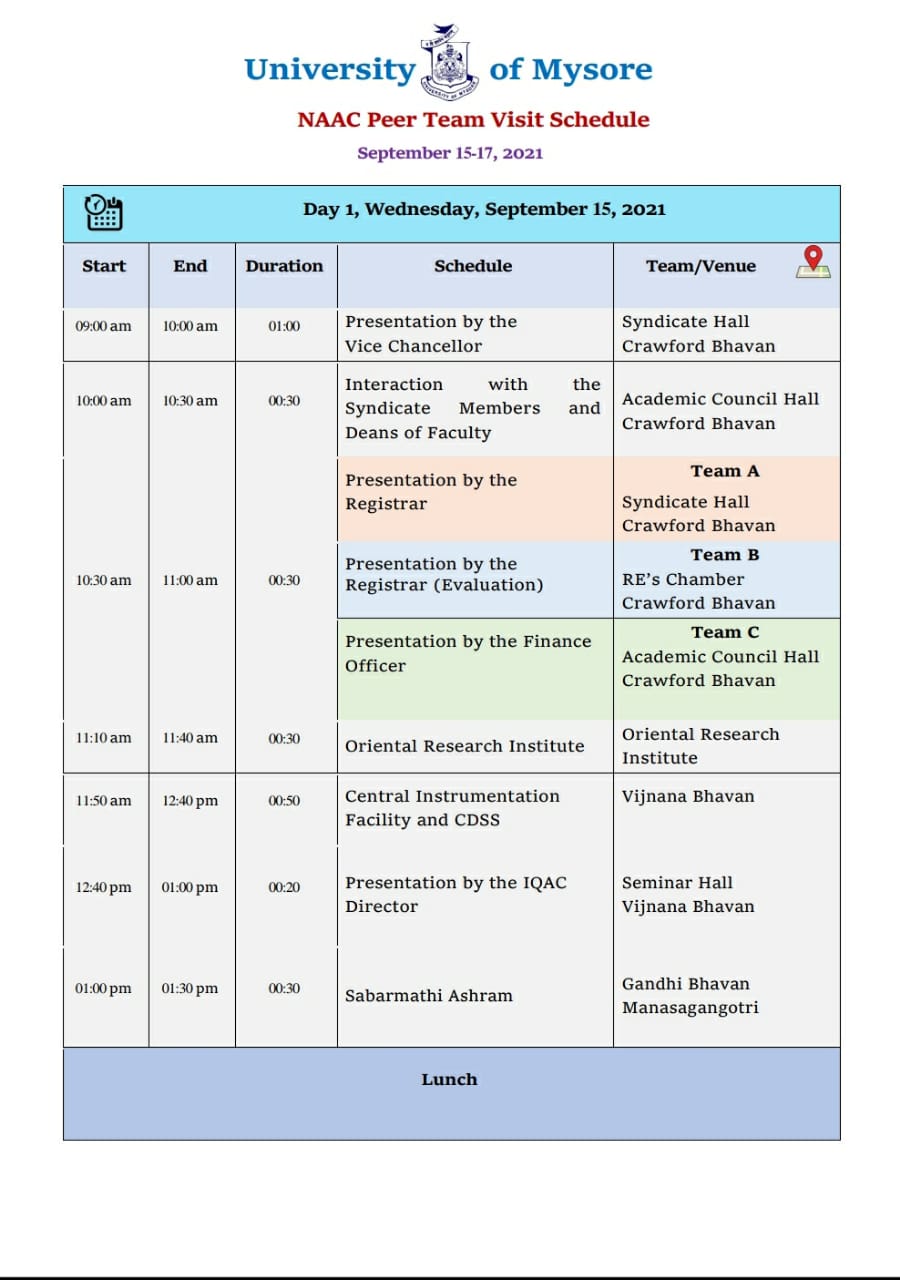 University of Mysore
UNIVERSITY OF MYSORE
NAAC Peer Team Visit Schedule
September 15-17, 2021
Day 1, Wednesday, September 15, 2021
Start End Duration Schedule Team/Venue
09:00 am 10:00 am 01:00
Presentation by the
Vice Chancellor
Syndicate Hall
Crawford Bhavan
10:00 am 10:30 am 00:30
Interaction with the
Syndicate Members and
Deans of Faculty
Academic Council Hall
Crawford Bhavan
10:30 am 11:00 am 00:30
Presentation by the
Registrar
Team A
Syndicate Hall
Crawford Bhavan
Presentation by the
Registrar (Evaluation)
Team B
RE’s Chamber
Crawford Bhavan
Presentation by the Finance
Officer
Team C
Academic Council Hall
Crawford Bhavan
11:10 am 11:40 am 00:30
Oriental Research Institute
Oriental Research
Institute
11:50 am 12:40 pm 00:50
Central Instrumentation
Facility and CDSS
Vijnana Bhavan
12:40 pm 01:00 pm 00:20
Presentation by the IQAC
Director
Seminar Hall
Vijnana Bhavan
01:00 pm 01:30 pm 00:30
Sabarmathi Ashram
Gandhi Bhavan
Manasagangotri
Lunch